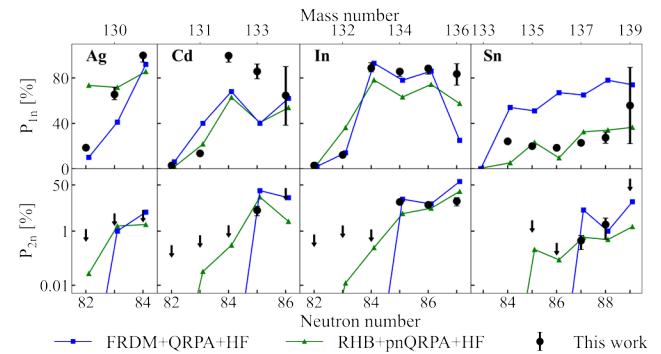 Mass number
130 131 133 132 134 136 133 135 137 139
Ag Cd In Sn
80
40
0
P1n [%]
50
1
0.01
P2n [%]
82 84 82 84 86 82 84 86 84 86 88
Neutron number
FRDM+QRPA+HF RHB+pnQRPA+HF This work